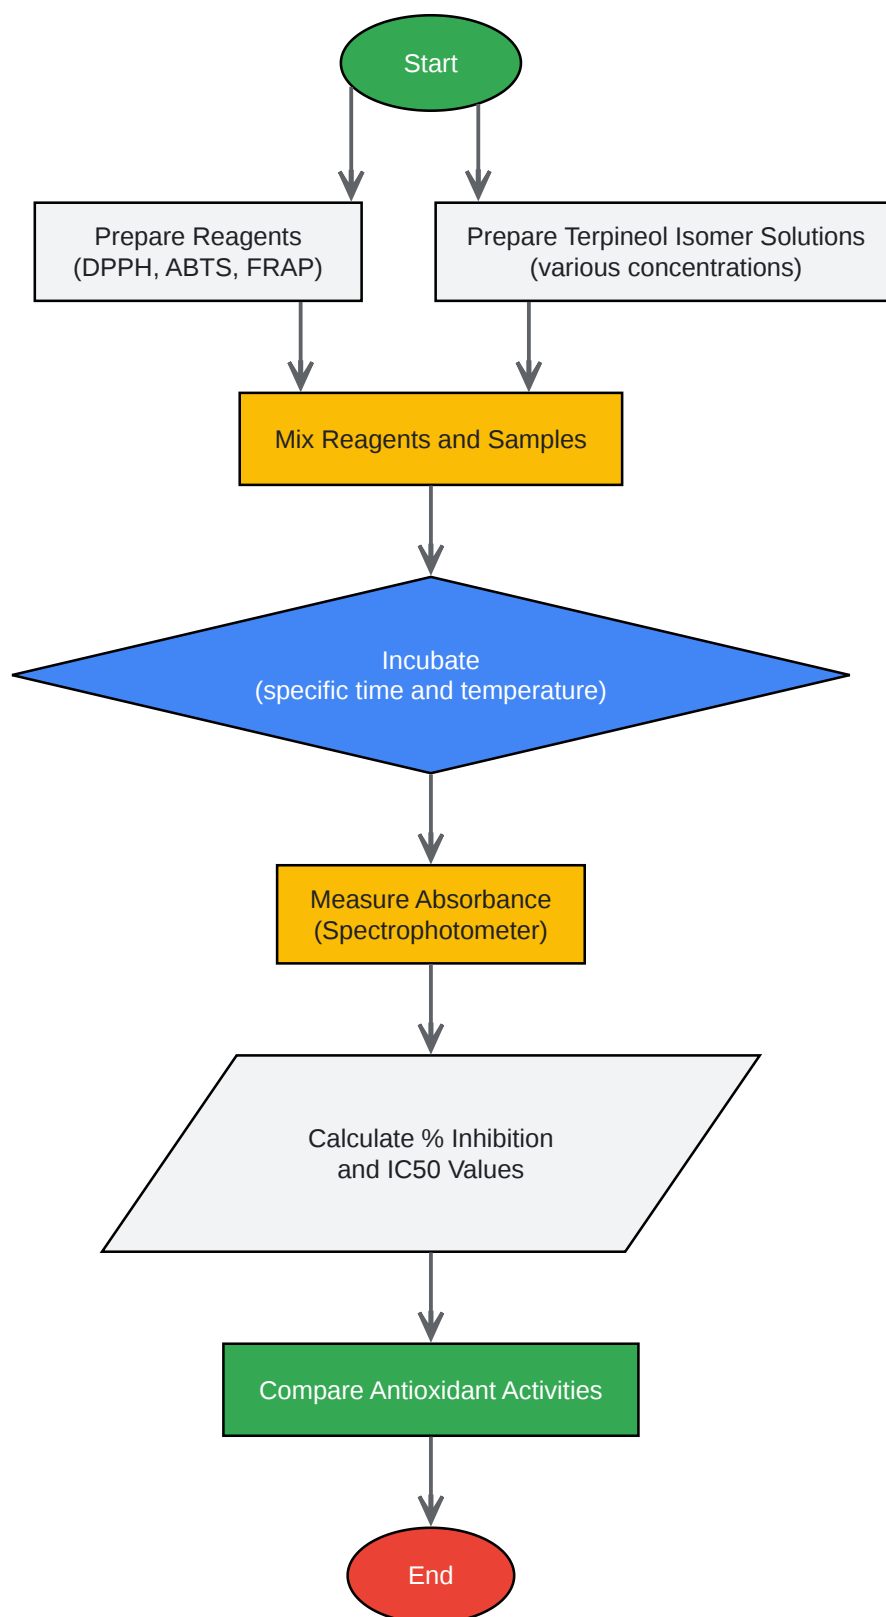 Start
Prepare Reagents
(DPPH, ABTS, FRAP)
Prepare Terpineol Isomer Solutions
(various concentrations)
Mix Reagents and Samples
Incubate
(specific time and temperature)
Measure Absorbance
(Spectrophotometer)
Calculate % Inhibition
and IC50 Values
Compare Antioxidant Activities
End